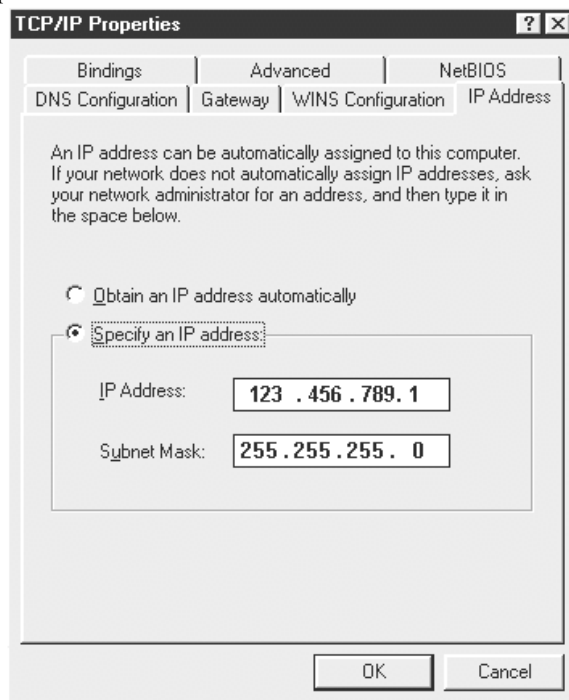 TCP/IP Properties ? ×
Bindings Advanced NetBIOS
DNS Configuration Gateway WINS Configuration IP Address
An IP address can be automatically assigned to this computer.
If your network does not automatically assign IP addresses, ask
your network administrator for an address, and then type it in
the space below.
Obtain an IP address automatically
Specify an IP address:
IP Address: 123 .456 .789. 1
Subnet Mask: 255.255.255. 0
OK Cancel